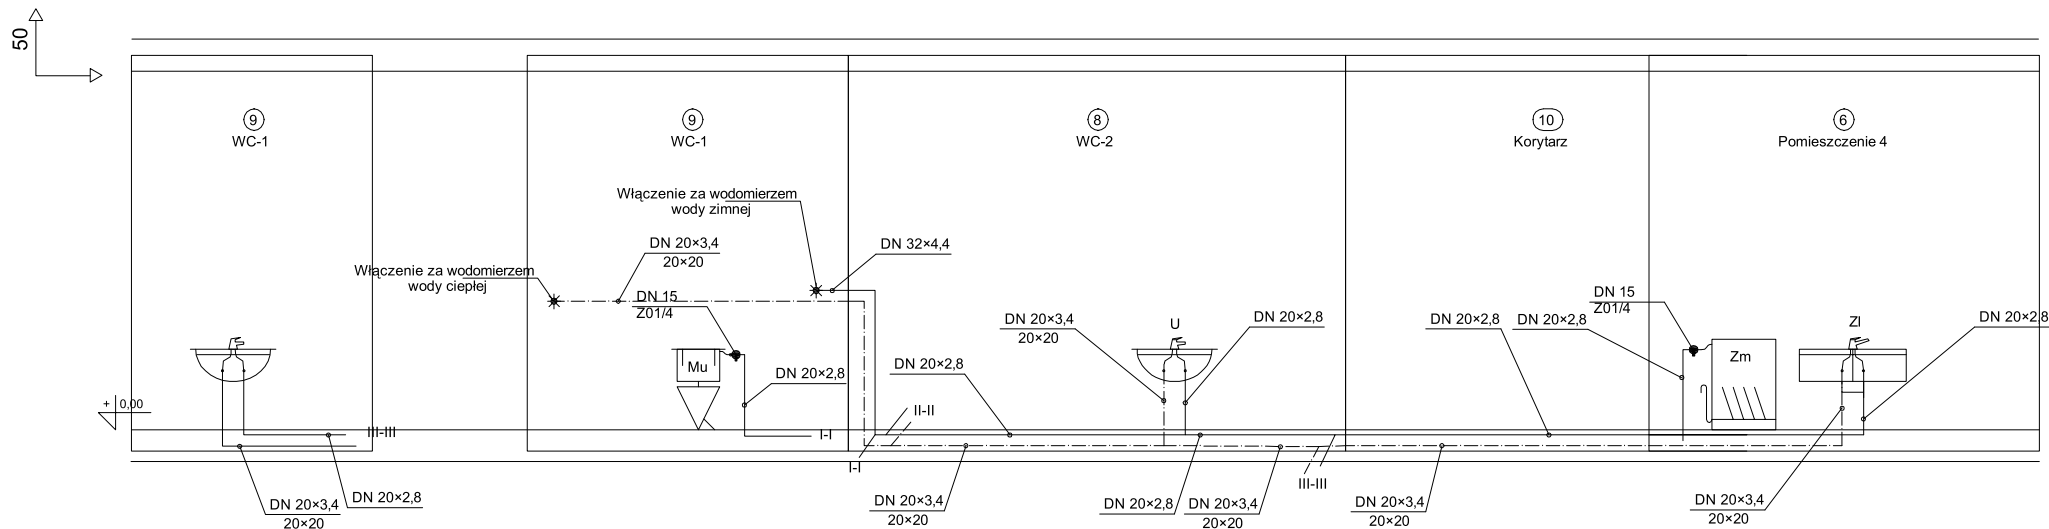 50
9
WC-1
9
WC-1
8
WC-2
10
Korytarz
6
Pomieszczenie 4
Włączenie za wodomierzem
wody zimnej
DN 20×3,4
20×20
DN 32×4,4
Włączenie za wodomierzem
wody ciepłej
DN 15
Z01/4
DN 15
Z01/4
DN 20×3,4
20×20
U
DN 20×2,8
DN 20×2,8
DN 20×2,8
Zl
DN 20×2,8
Mu
Zm
DN 20×2,8
DN 20×2,8
+ 0,00
II-II
III-III
I-I
I-I
III-III
DN 20×3,4
20×20
DN 20×2,8
DN 20×3,4
20×20
DN 20×2,8
DN 20×3,4
20×20
DN 20×3,4
20×20
DN 20×3,4
20×20